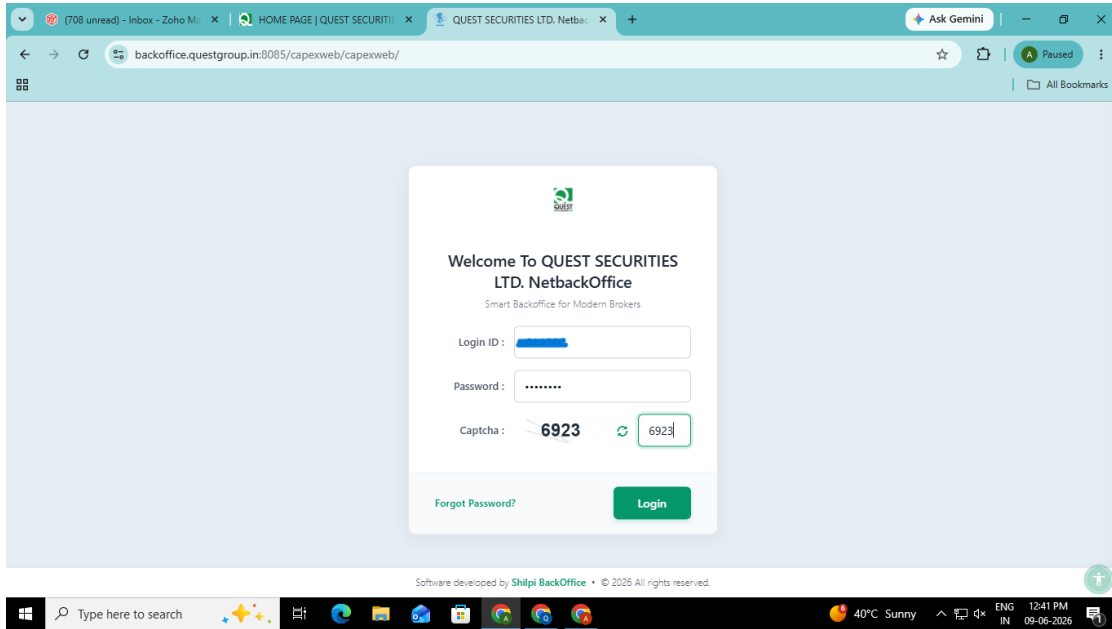 (708 unread) - Inbox - Zoho Ma
HOME PAGE | QUEST SECURITIE
QUEST SECURITIES LTD. Netbac
Ask Gemini
backoffice.questgroup.in:8085/capexweb/capexweb/
A Paused
All Bookmarks
QUEST
Welcome To QUEST SECURITIES
LTD. NetbackOffice
Smart Backoffice for Modern Brokers
Login ID :
Password : ••••••••
Captcha : 6923 6923
Forgot Password? Login
Software developed by Shilpi BackOffice • © 2026 All rights reserved.
Type here to search
40°C Sunny
ENG
IN
12:41 PM
09-06-2026
1